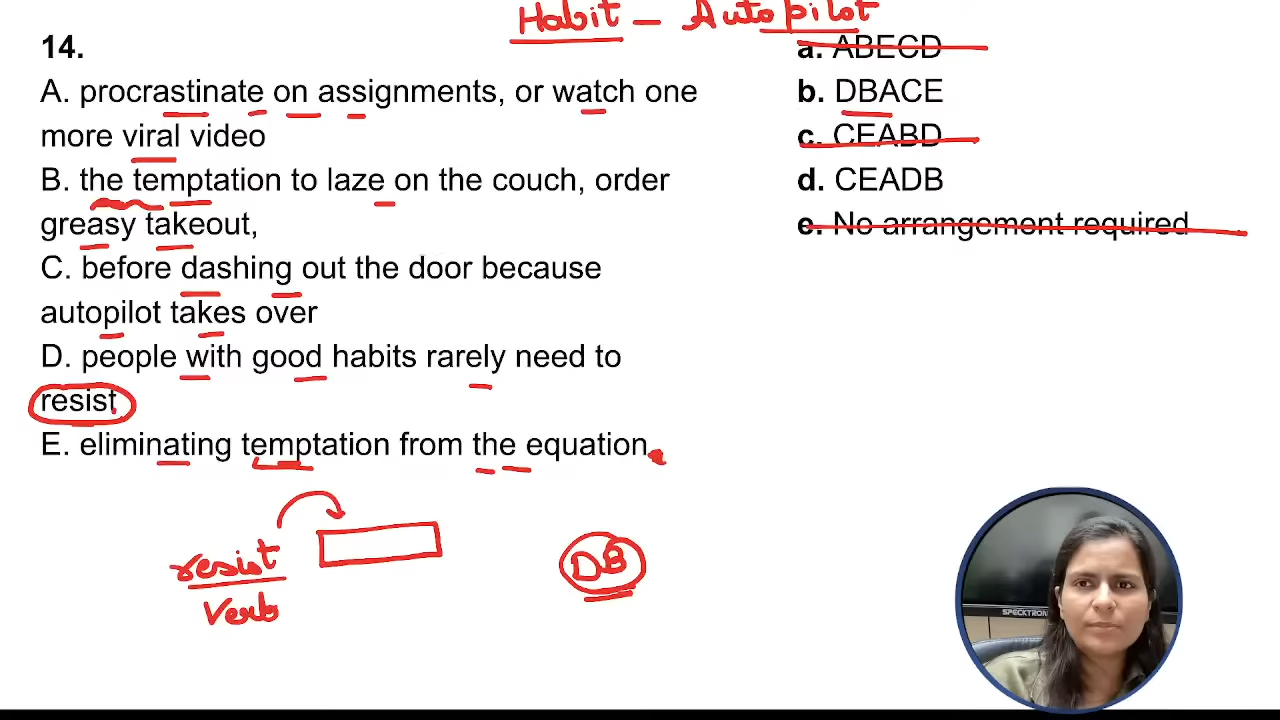 Habit – Autopilot
14.
A. procrastinate on assignments, or watch one
more viral video
B. the temptation to laze on the couch, order
greasy takeout,
C. before dashing out the door because
autopilot takes over
D. people with good habits rarely need to
resist
E. eliminating temptation from the equation.
a. ABECD
b. DBACE
c. CEABD
d. CEADB
e. No arrangement required
resist
Verb
DB
SPECKTRON